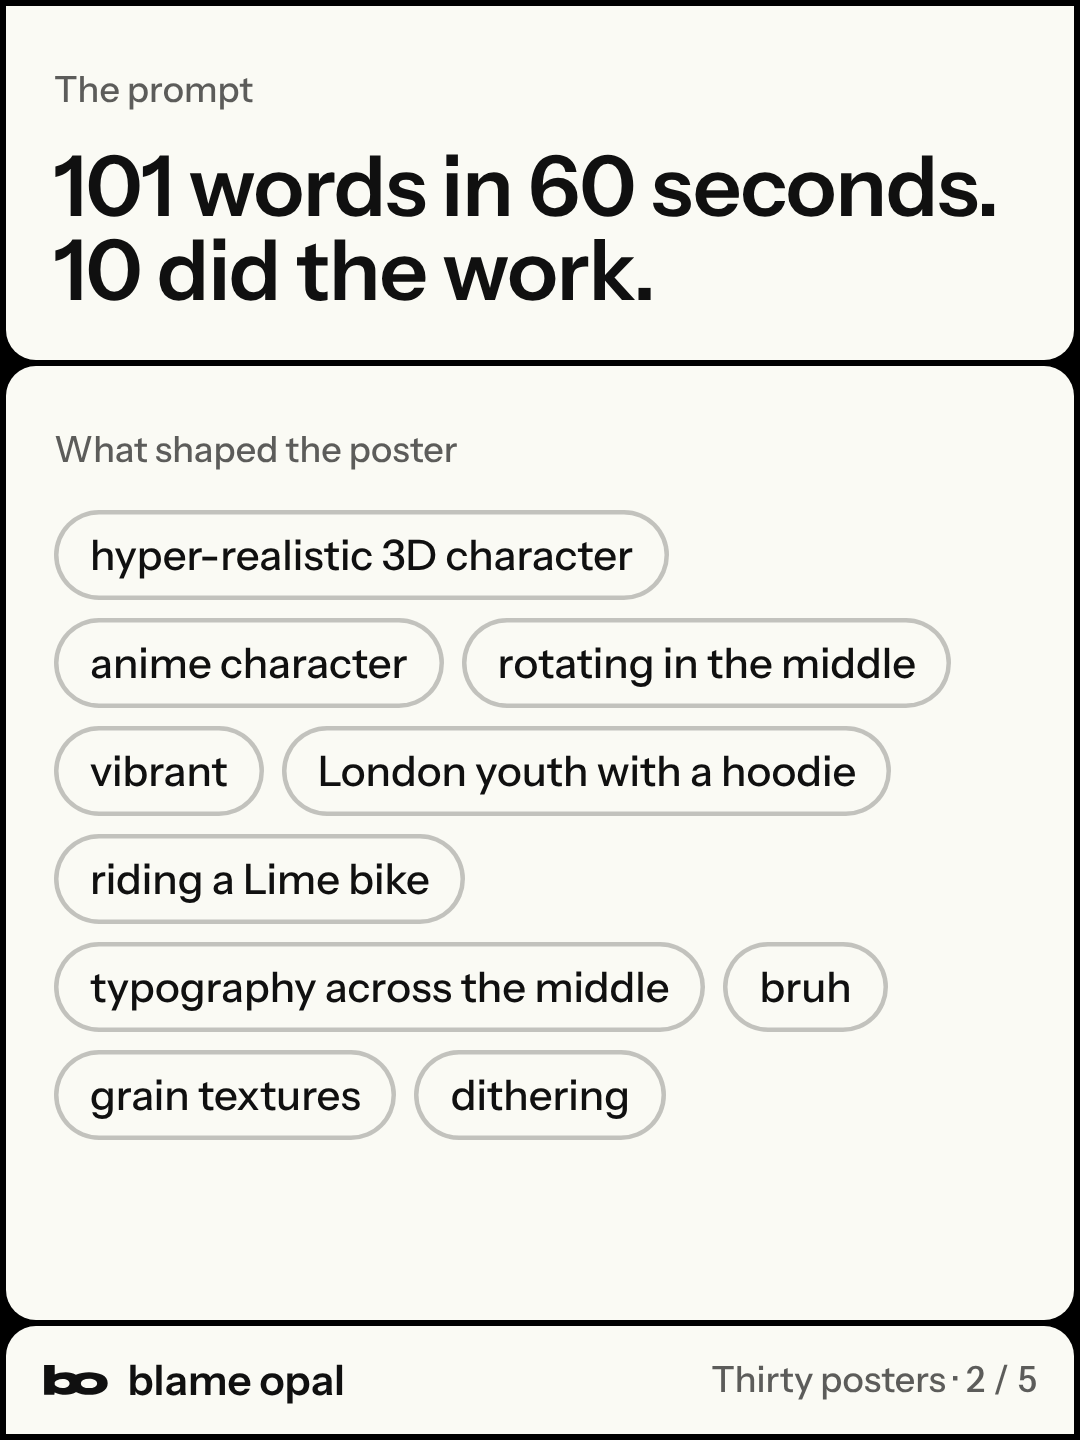 The prompt
101 words in 60 seconds.
10 did the work.
What shaped the poster
hyper-realistic 3D character
anime character
rotating in the middle
vibrant
London youth with a hoodie
riding a Lime bike
typography across the middle
bruh
grain textures
dithering
bo blame opal
Thirty posters · 2 / 5